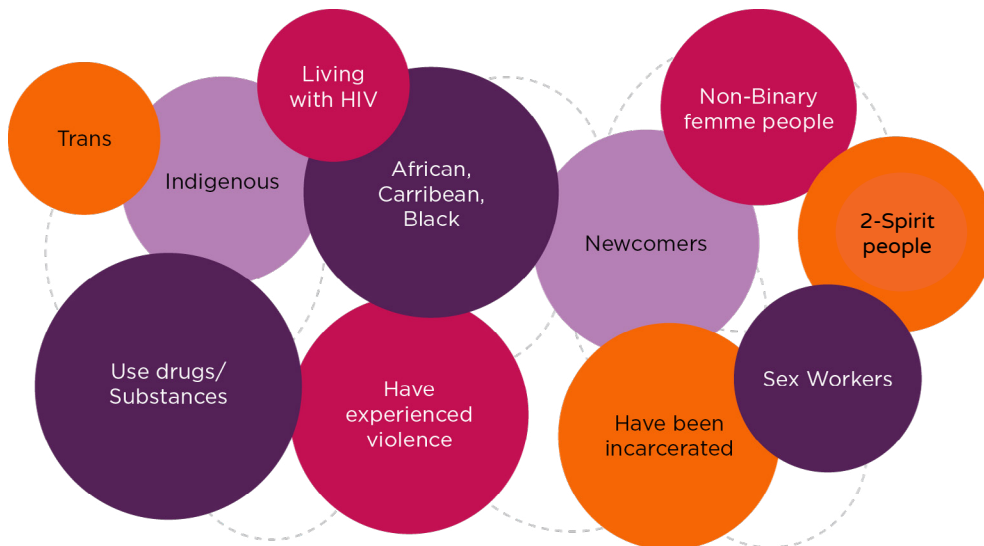 Living
with HIV
Trans
Indigenous
African,
Carribean,
Black
Non-Binary
femme people
Newcomers
2-Spirit
people
Use drugs/
Substances
Have
experienced
violence
Have been
incarcerated
Sex Workers